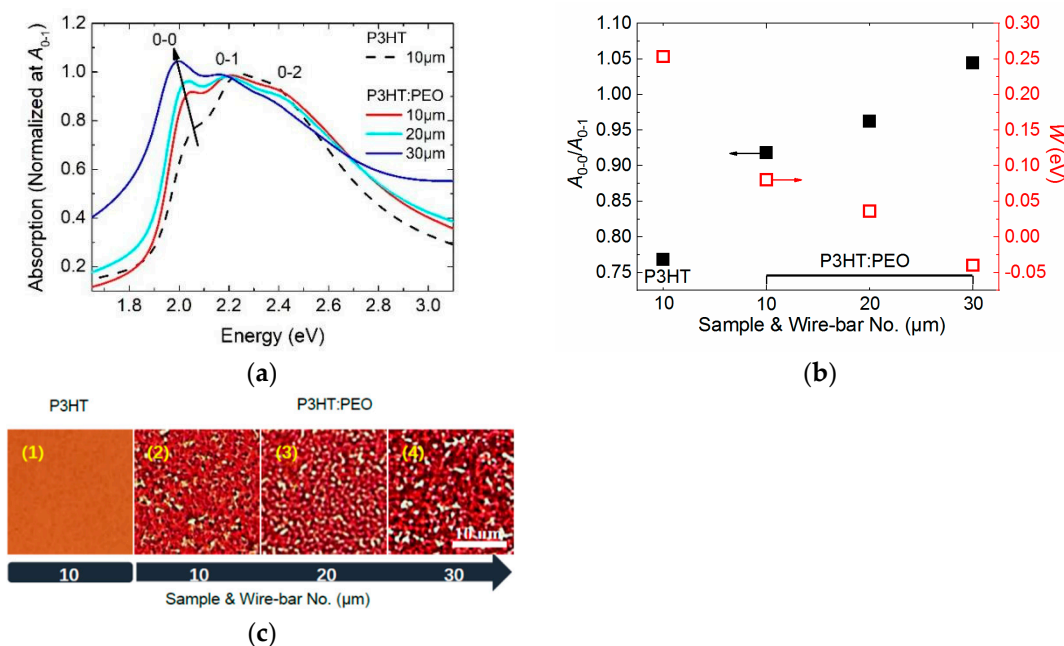 1.2
1.0
0.8
0.6
0.4
0.2
Absorption (Normalized at A0-1)
0-0
0-1
0-2
P3HT
10μm
P3HT:PEO
10μm
20μm
30μm
1.8 2.0 2.2 2.4 2.6 2.8 3.0
Energy (eV)
(a)
1.05
1.00
0.95
0.90
0.85
0.80
0.75
A0-0/A0-1
0.30
0.25
0.20
0.15
0.10
0.05
0.00
-0.05
W (eV)
P3HT
P3HT:PEO
10 10 20 30
Sample & Wire-bar No. (μm)
(b)
P3HT P3HT:PEO
(1) (2) (3) (4)
10 μm
10 10 20 30
Sample & Wire-bar No. (μm)
(c)